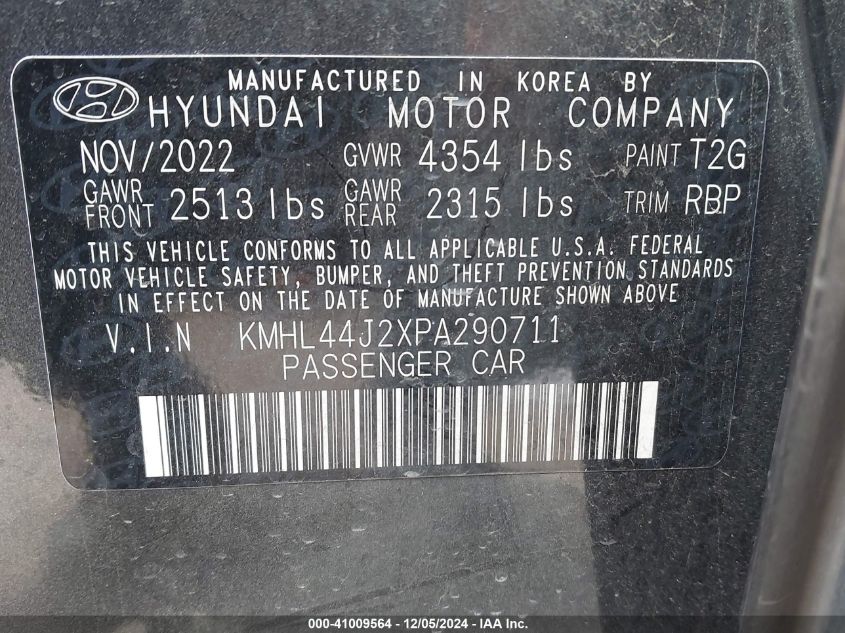 MANUFACTURED IN KOREA BY
HYUNDAI MOTOR COMPANY
NOV/2022 GVWR 4354 lbs PAINT T2G
GAWR FRONT 2513 lbs GAWR REAR 2315 lbs TRIM RBP
THIS VEHICLE CONFORMS TO ALL APPLICABLE U.S.A. FEDERAL
MOTOR VEHICLE SAFETY, BUMPER, AND THEFT PREVENTION STANDARDS
IN EFFECT ON THE DATE OF MANUFACTURE SHOWN ABOVE
V.I.N KMHL44J2XPA290711
PASSENGER CAR
000-41009564 - 12/05/2024 - IAA Inc.